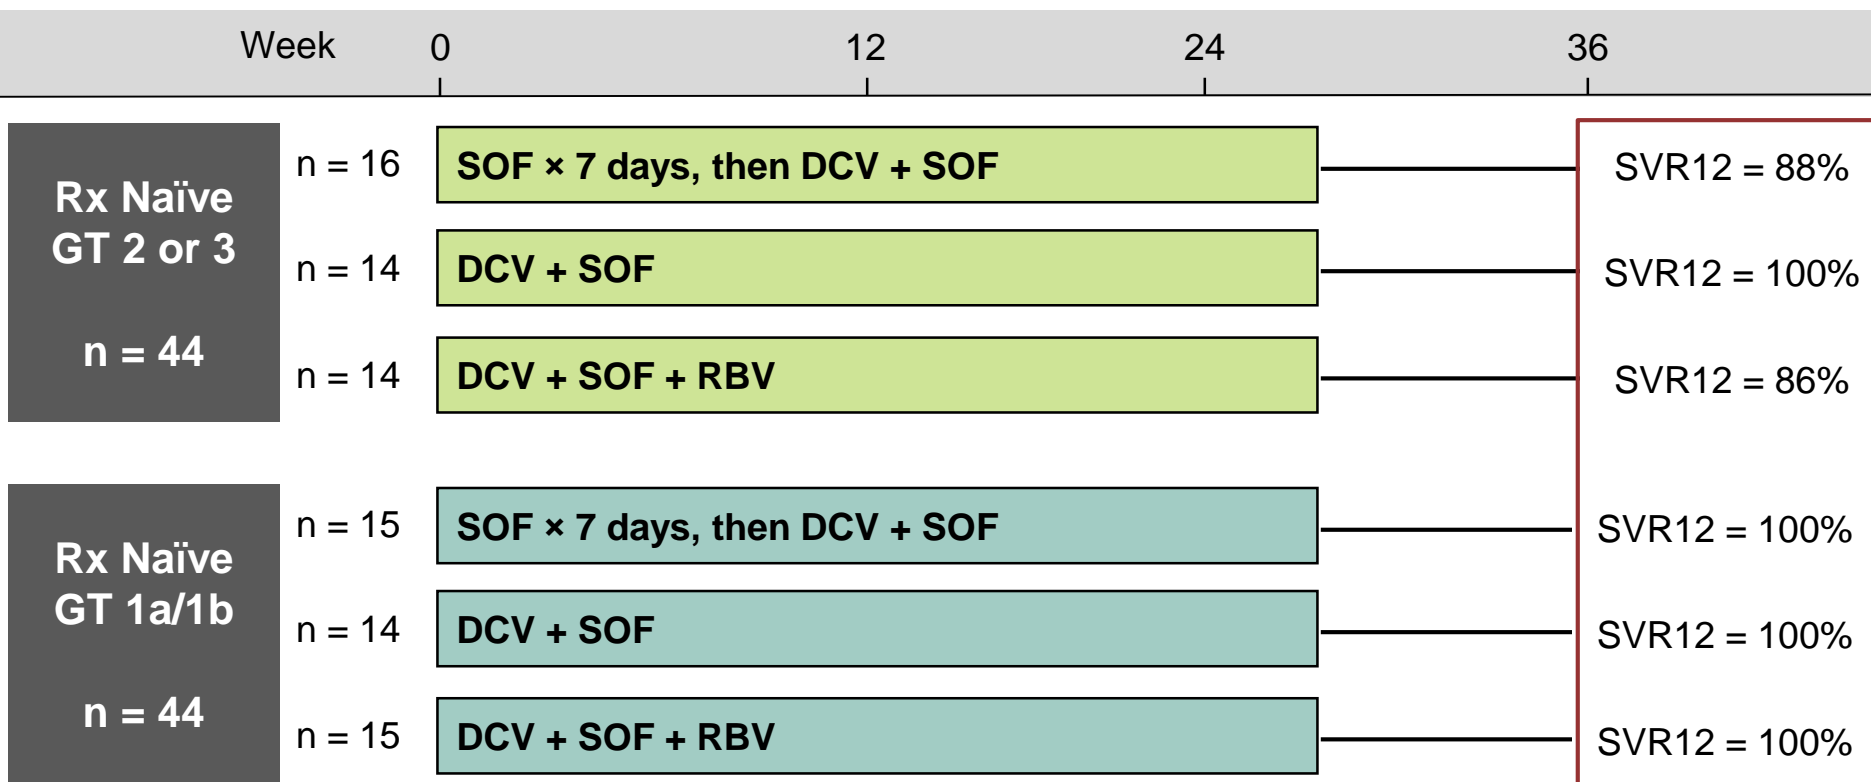 Week 0 12 24 36
Rx Naïve
GT 2 or 3
n = 44
n = 16 SOF × 7 days, then DCV + SOF SVR12 = 88%
n = 14 DCV + SOF SVR12 = 100%
n = 14 DCV + SOF + RBV SVR12 = 86%
Rx Naïve
GT 1a/1b
n = 44
n = 15 SOF × 7 days, then DCV + SOF SVR12 = 100%
n = 14 DCV + SOF SVR12 = 100%
n = 15 DCV + SOF + RBV SVR12 = 100%